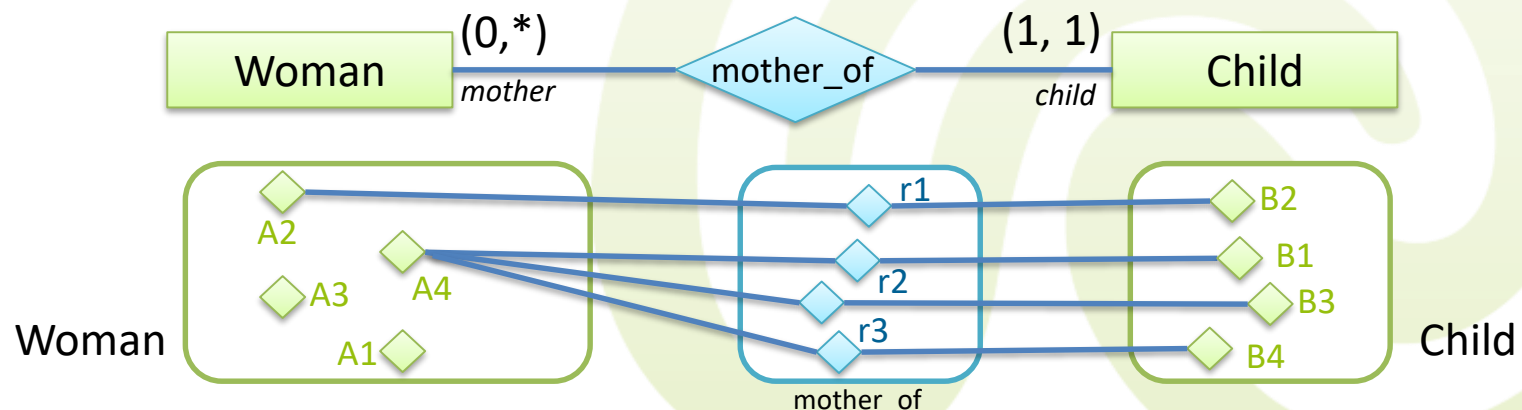 (0,*)
(1, 1)
Woman
mother_of
Child
mother
child
r1
B2
A2
B1
A4
r2
A3
B3
Woman
r3
Child
A1
B4
mother_of